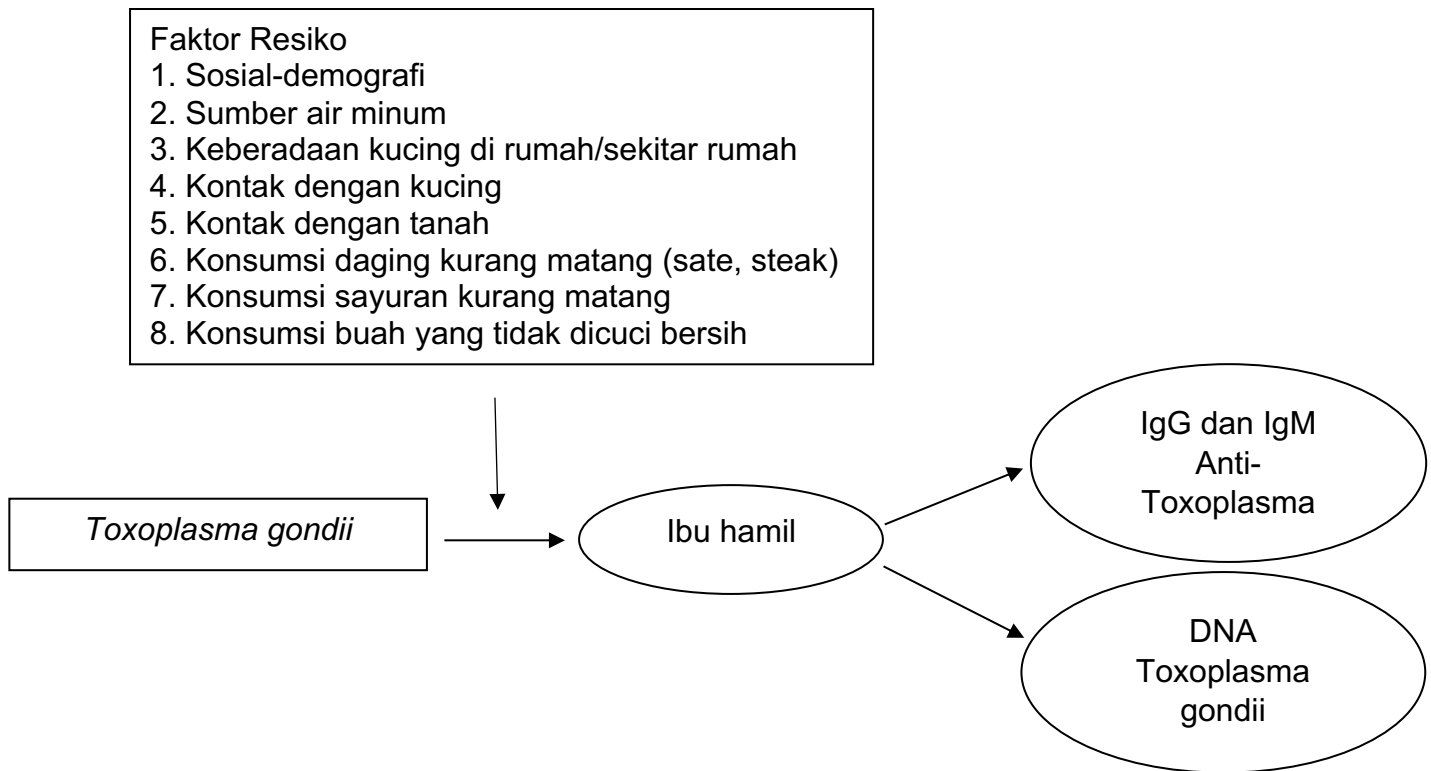 Faktor Resiko
1. Sosial-demografi
2. Sumber air minum
3. Keberadaan kucing di rumah/sekitar rumah
4. Kontak dengan kucing
5. Kontak dengan tanah
6. Konsumsi daging kurang matang (sate, steak)
7. Konsumsi sayuran kurang matang
8. Konsumsi buah yang tidak dicuci bersih
Toxoplasma gondii
Ibu hamil
IgG dan IgM
Anti-
Toxoplasma
DNA
Toxoplasma
gondii